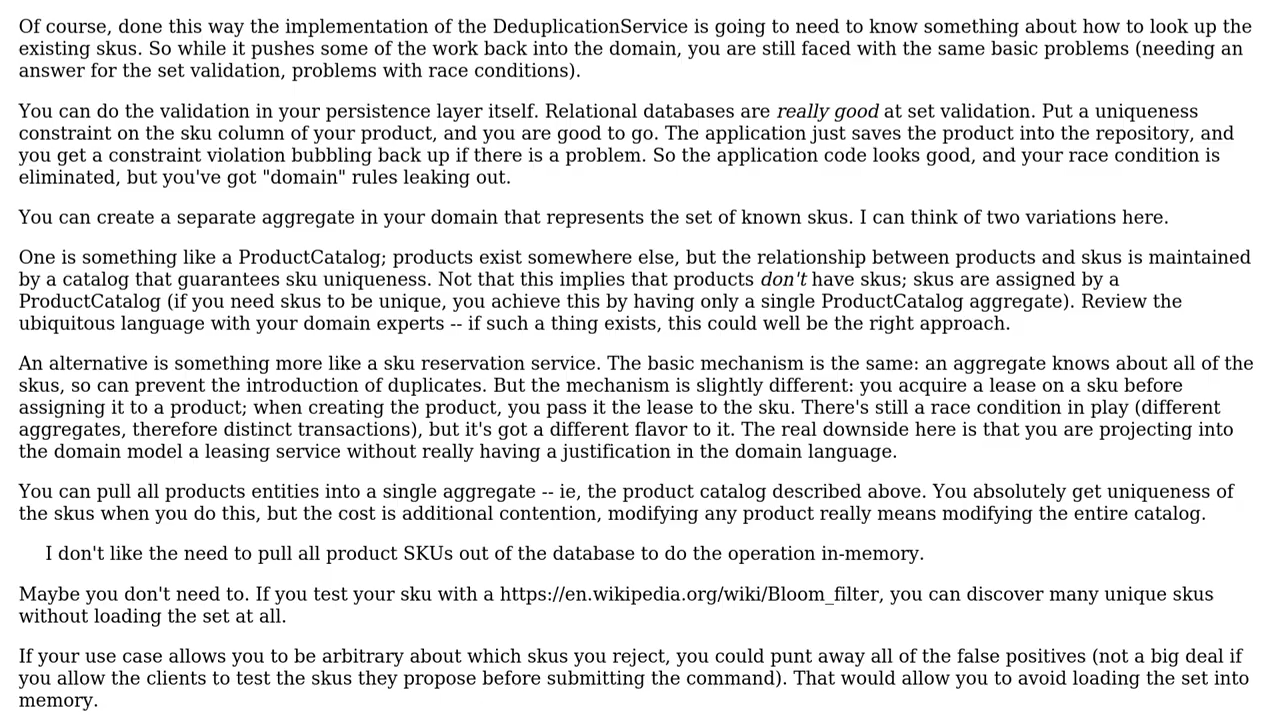 Of course, done this way the implementation of the DeduplicationService is going to need to know something about how to look up the
existing skus. So while it pushes some of the work back into the domain, you are still faced with the same basic problems (needing an
answer for the set validation, problems with race conditions).
You can do the validation in your persistence layer itself. Relational databases are really good at set validation. Put a uniqueness
constraint on the sku column of your product, and you are good to go. The application just saves the product into the repository, and
you get a constraint violation bubbling back up if there is a problem. So the application code looks good, and your race condition is
eliminated, but you've got "domain" rules leaking out.
You can create a separate aggregate in your domain that represents the set of known skus. I can think of two variations here.
One is something like a ProductCatalog; products exist somewhere else, but the relationship between products and skus is maintained
by a catalog that guarantees sku uniqueness. Not that this implies that products don't have skus; skus are assigned by a
ProductCatalog (if you need skus to be unique, you achieve this by having only a single ProductCatalog aggregate). Review the
ubiquitous language with your domain experts -- if such a thing exists, this could well be the right approach.
An alternative is something more like a sku reservation service. The basic mechanism is the same: an aggregate knows about all of the
skus, so can prevent the introduction of duplicates. But the mechanism is slightly different: you acquire a lease on a sku before
assigning it to a product; when creating the product, you pass it the lease to the sku. There's still a race condition in play (different
aggregates, therefore distinct transactions), but it's got a different flavor to it. The real downside here is that you are projecting into
the domain model a leasing service without really having a justification in the domain language.
You can pull all products entities into a single aggregate -- ie, the product catalog described above. You absolutely get uniqueness of
the skus when you do this, but the cost is additional contention, modifying any product really means modifying the entire catalog.
I don't like the need to pull all product SKUs out of the database to do the operation in-memory.
Maybe you don't need to. If you test your sku with a https://en.wikipedia.org/wiki/Bloom_filter, you can discover many unique skus
without loading the set at all.
If your use case allows you to be arbitrary about which skus you reject, you could punt away all of the false positives (not a big deal if
you allow the clients to test the skus they propose before submitting the command). That would allow you to avoid loading the set into
memory.